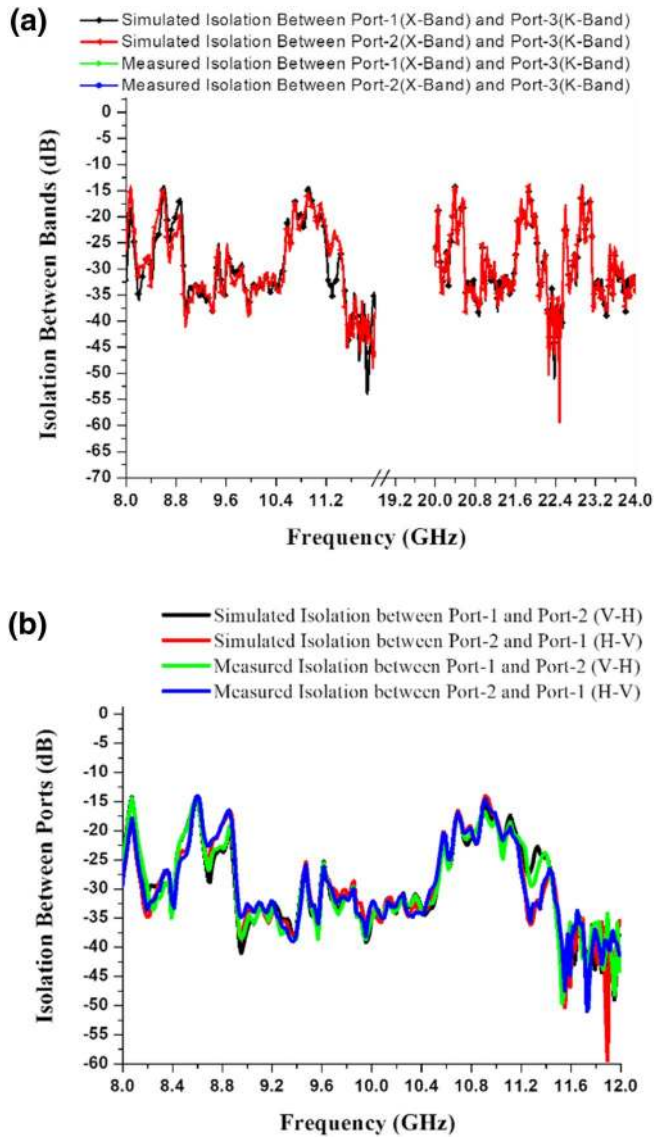 (a)
Simulated Isolation Between Port-1(X-Band) and Port-3(K-Band)
Simulated Isolation Between Port-2(X-Band) and Port-3(K-Band)
Measured Isolation Between Port-1(X-Band) and Port-3(K-Band)
Measured Isolation Between Port-2(X-Band) and Port-3(K-Band)
Isolation Between Bands (dB)
0
-5
-10
-15
-20
-25
-30
-35
-40
-45
-50
-55
-60
-65
-70
8.0 8.8 9.6 10.4 11.2 19.2 20.0 20.8 21.6 22.4 23.2 24.0
Frequency (GHz)
(b)
Simulated Isolation between Port-1 and Port-2 (V-H)
Simulated Isolation between Port-2 and Port-1 (H-V)
Measured Isolation between Port-1 and Port-2 (V-H)
Measured Isolation between Port-2 and Port-1 (H-V)
Isolation Between Ports (dB)
0
-5
-10
-15
-20
-25
-30
-35
-40
-45
-50
-55
-60
8.0 8.4 8.8 9.2 9.6 10.0 10.4 10.8 11.2 11.6 12.0
Frequency (GHz)